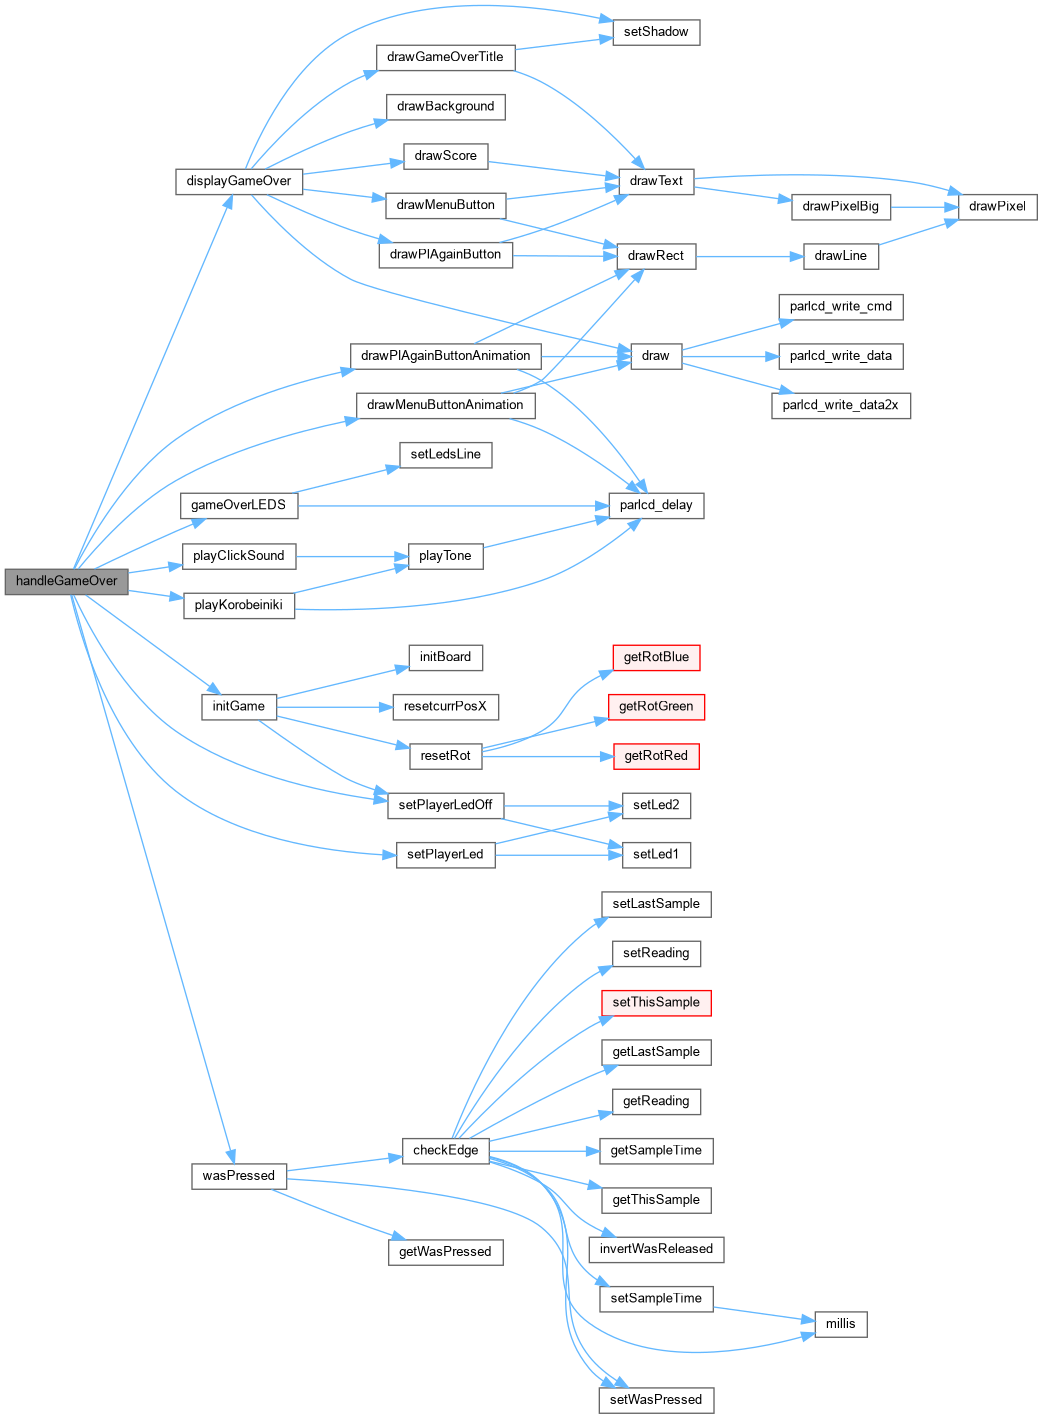 setShadow
drawGameOverTitle
drawBackground
drawScore
displayGameOver
drawText
drawMenuButton
drawPixelBig
drawPixel
drawPlAgainButton
drawRect
drawLine
parlcd_write_cmd
drawPlAgainButtonAnimation
draw
parlcd_write_data
drawMenuButtonAnimation
parlcd_write_data2x
setLedsLine
gameOverLEDS
parlcd_delay
playClickSound
playTone
handleGameOver
playKorobeiniki
initBoard
getRotBlue
initGame
resetcurrPosX
getRotGreen
resetRot
getRotRed
setPlayerLedOff
setLed2
setPlayerLed
setLed1
setLastSample
setReading
setThisSample
getLastSample
getReading
checkEdge
getSampleTime
wasPressed
getThisSample
getWasPressed
invertWasReleased
setSampleTime
millis
setWasPressed